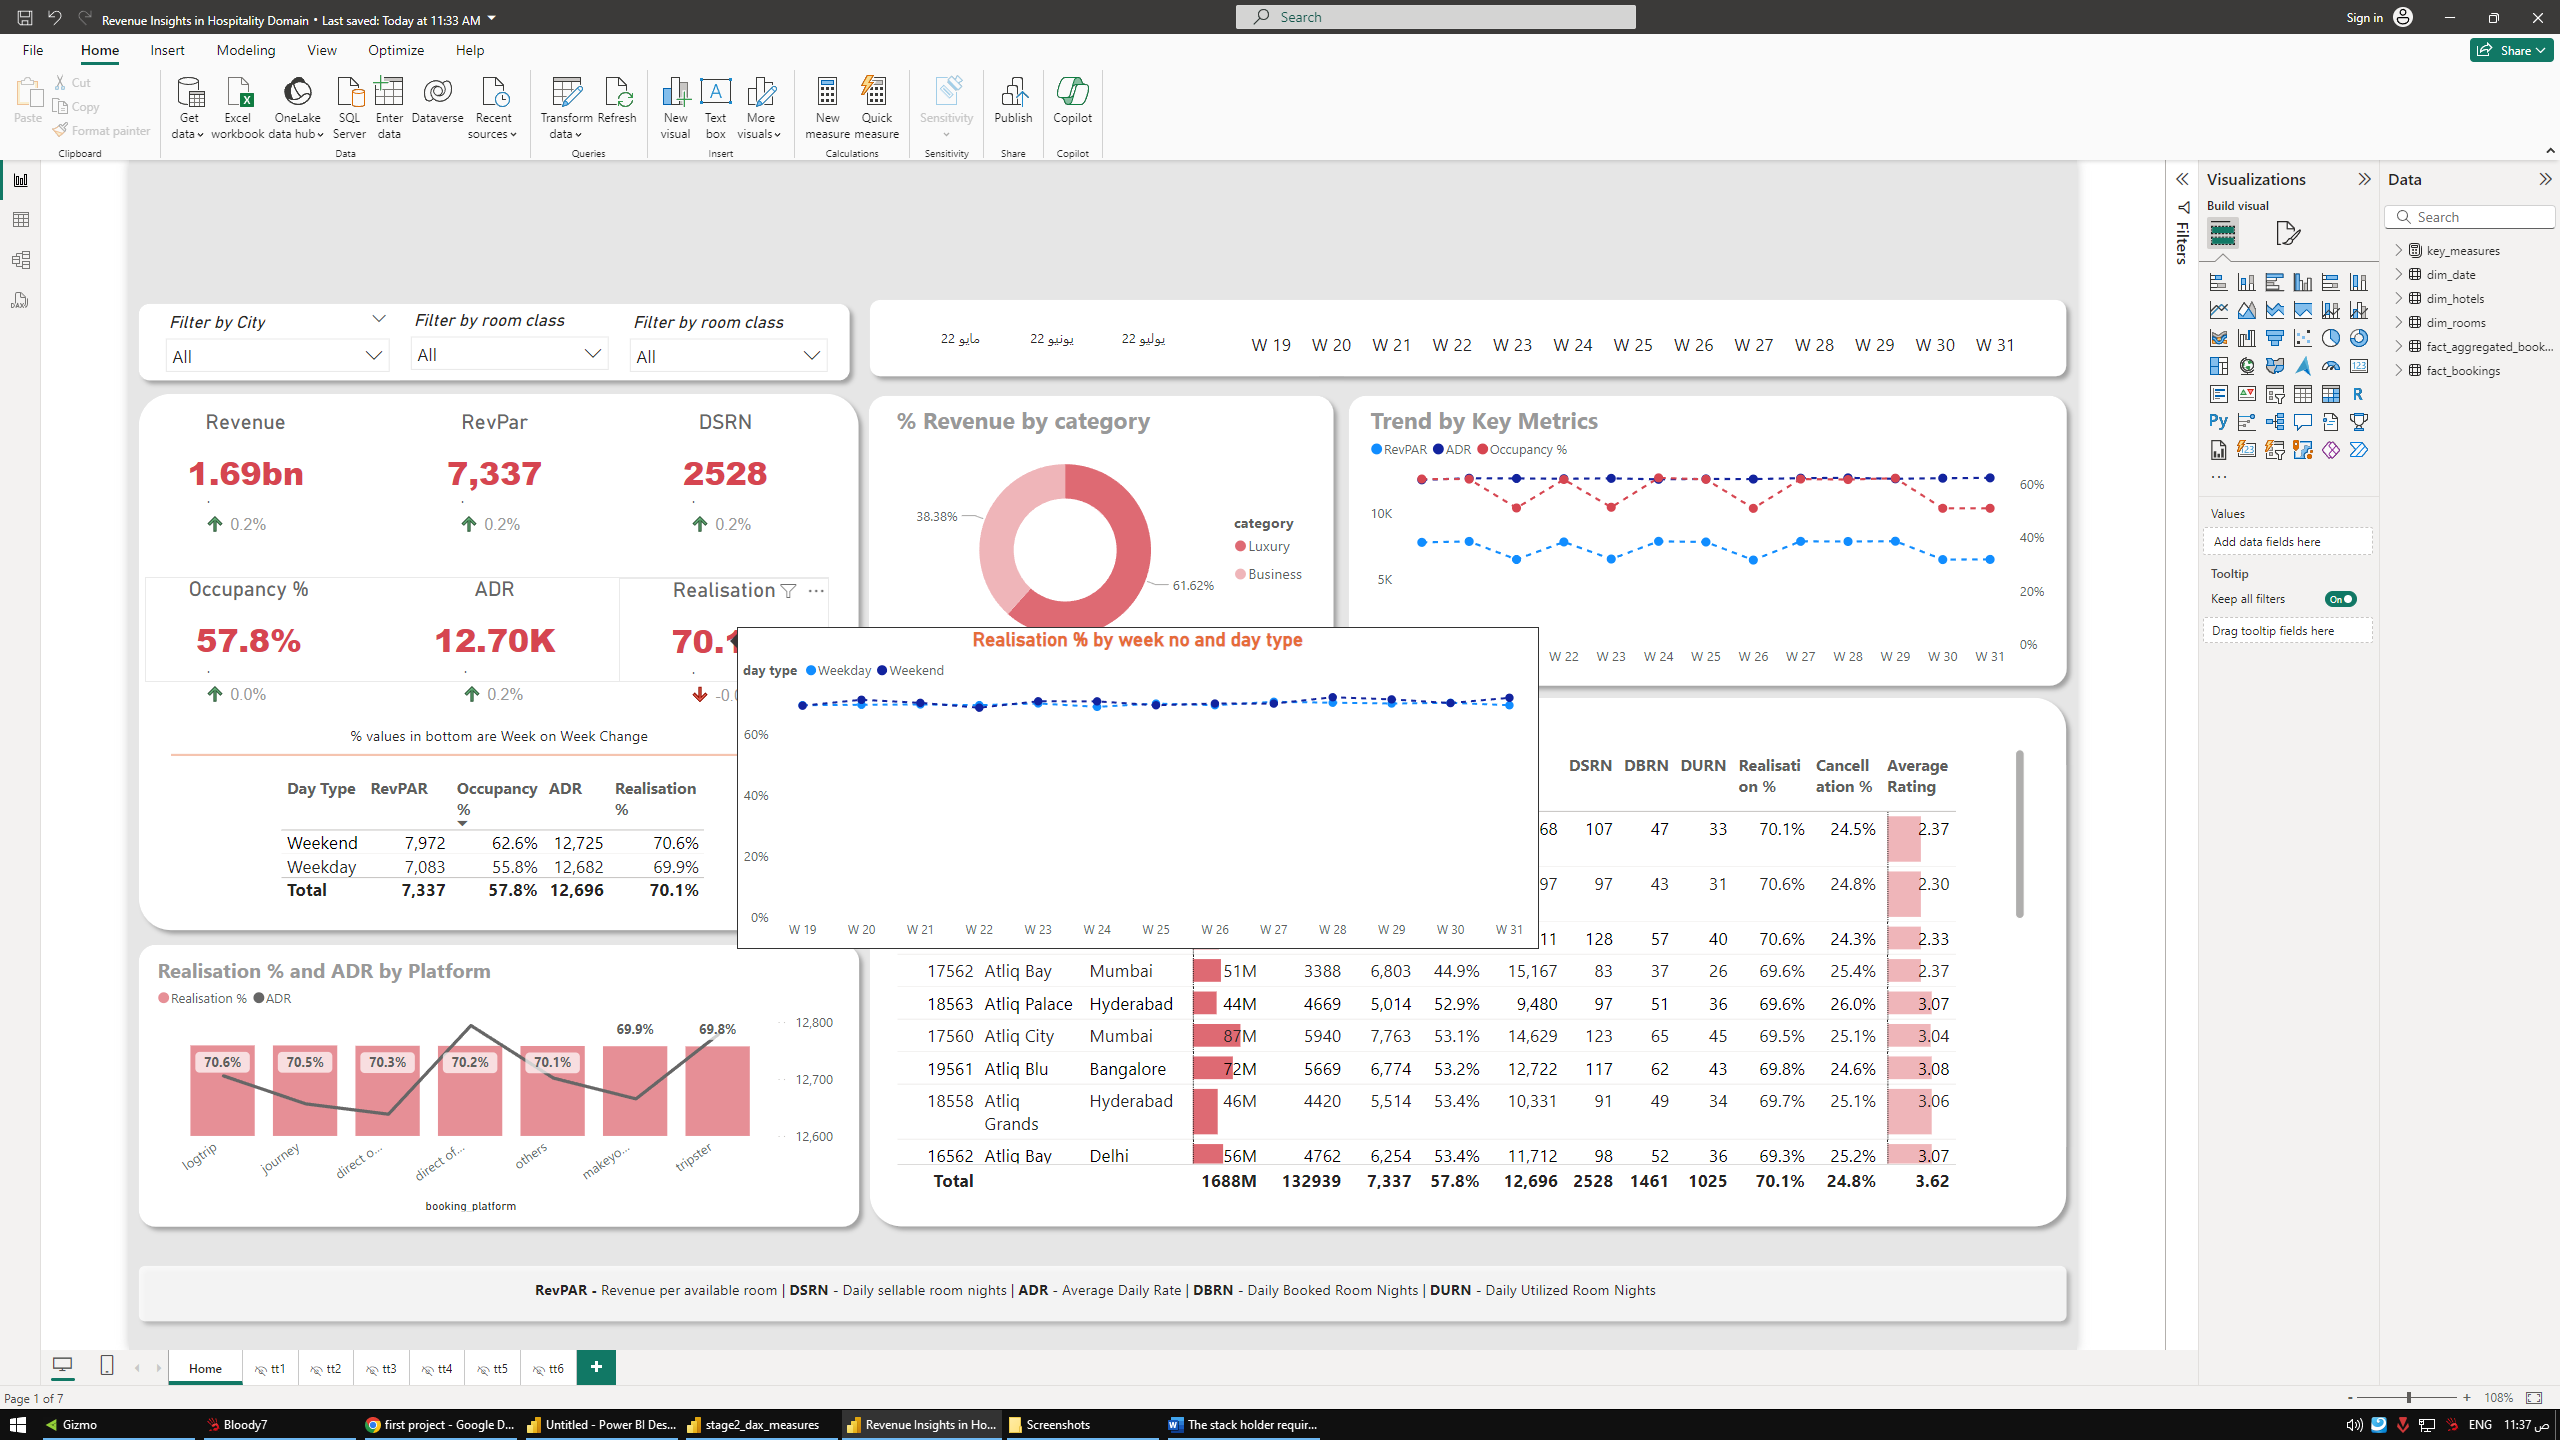 Revenue Insights in Hospitality Domain • Last saved: Today at 11:33 AM
Search
Sign in
File Home Insert Modeling View Optimize Help
Share
Paste
Cut
Copy
Format painter
Clipboard
Get data
Excel workbook
OneLake data hub
SQL Server
Enter data
Dataverse
Recent sources
Data
Transform data
Refresh
Queries
New visual
Text box
More visuals
Insert
New measure
Quick measure
Calculations
Sensitivity
Sensitivity
Publish
Share
Copilot
Copilot
Filter by City
All
Filter by room class
All
Filter by room class
All
مايو 22
يونيو 22
يوليو 22
W 19 W 20 W 21 W 22 W 23 W 24 W 25 W 26 W 27 W 28 W 29 W 30 W 31
Revenue
1.69bn
0.2%
RevPar
7,337
0.2%
DSRN
2528
0.2%
Occupancy %
57.8%
0.0%
ADR
12.70K
0.2%
Realisation
70.1
% values in bottom are Week on Week Change
Day Type RevPAR Occupancy % ADR Realisation %
Weekend 7,972 62.6% 12,725 70.6%
Weekday 7,083 55.8% 12,682 69.9%
Total 7,337 57.8% 12,696 70.1%
% Revenue by category
38.38%
61.62%
category
Luxury
Business
Trend by Key Metrics
RevPAR ADR Occupancy %
10K
5K
60%
40%
20%
0%
W 22 W 23 W 24 W 25 W 26 W 27 W 28 W 29 W 30 W 31
Realisation % by week no and day type
day type Weekday Weekend
60%
40%
20%
0%
W 19 W 20 W 21 W 22 W 23 W 24 W 25 W 26 W 27 W 28 W 29 W 30 W 31
DSRN DBRN DURN Realisati on % Cancell ation % Average Rating
68 107 47 33 70.1% 24.5% 2.37
97 97 43 31 70.6% 24.8% 2.30
11 128 57 40 70.6% 24.3% 2.33
17562 Atliq Bay Mumbai 51M 3388 6,803 44.9% 15,167 83 37 26 69.6% 25.4% 2.37
18563 Atliq Palace Hyderabad 44M 4669 5,014 52.9% 9,480 97 51 36 69.6% 26.0% 3.07
17560 Atliq City Mumbai 87M 5940 7,763 53.1% 14,629 123 65 45 69.5% 25.1% 3.04
19561 Atliq Blu Bangalore 72M 5669 6,774 53.2% 12,722 117 62 43 69.8% 24.6% 3.08
18558 Atliq Grands Hyderabad 46M 4420 5,514 53.4% 10,331 91 49 34 69.7% 25.1% 3.06
16562 Atliq Bay Delhi 56M 4762 6,254 53.4% 11,712 98 52 36 69.3% 25.2% 3.07
Total 1688M 132939 7,337 57.8% 12,696 2528 1461 1025 70.1% 24.8% 3.62
Realisation % and ADR by Platform
Realisation % ADR
70.6% 70.5% 70.3% 70.2% 70.1% 69.9% 69.8%
12,800
12,700
12,600
logtrip journey direct o... direct of... others makeyo... tripster
booking_platform
RevPAR - Revenue per available room | DSRN - Daily sellable room nights | ADR - Average Daily Rate | DBRN - Daily Booked Room Nights | DURN - Daily Utilized Room Nights
Filters
Visualizations
Build visual
Values
Add data fields here
Tooltip
Keep all filters
On
Drag tooltip fields here
Data
Search
key_measures
dim_date
dim_hotels
dim_rooms
fact_aggregated_book...
fact_bookings
Home tt1 tt2 tt3 tt4 tt5 tt6
Page 1 of 7
108%
Gizmo
Bloody7
first project - Google D...
Untitled - Power BI Des...
stage2_dax_measures
Revenue Insights in Ho...
Screenshots
The stack holder requir...
ENG
11:37 ص